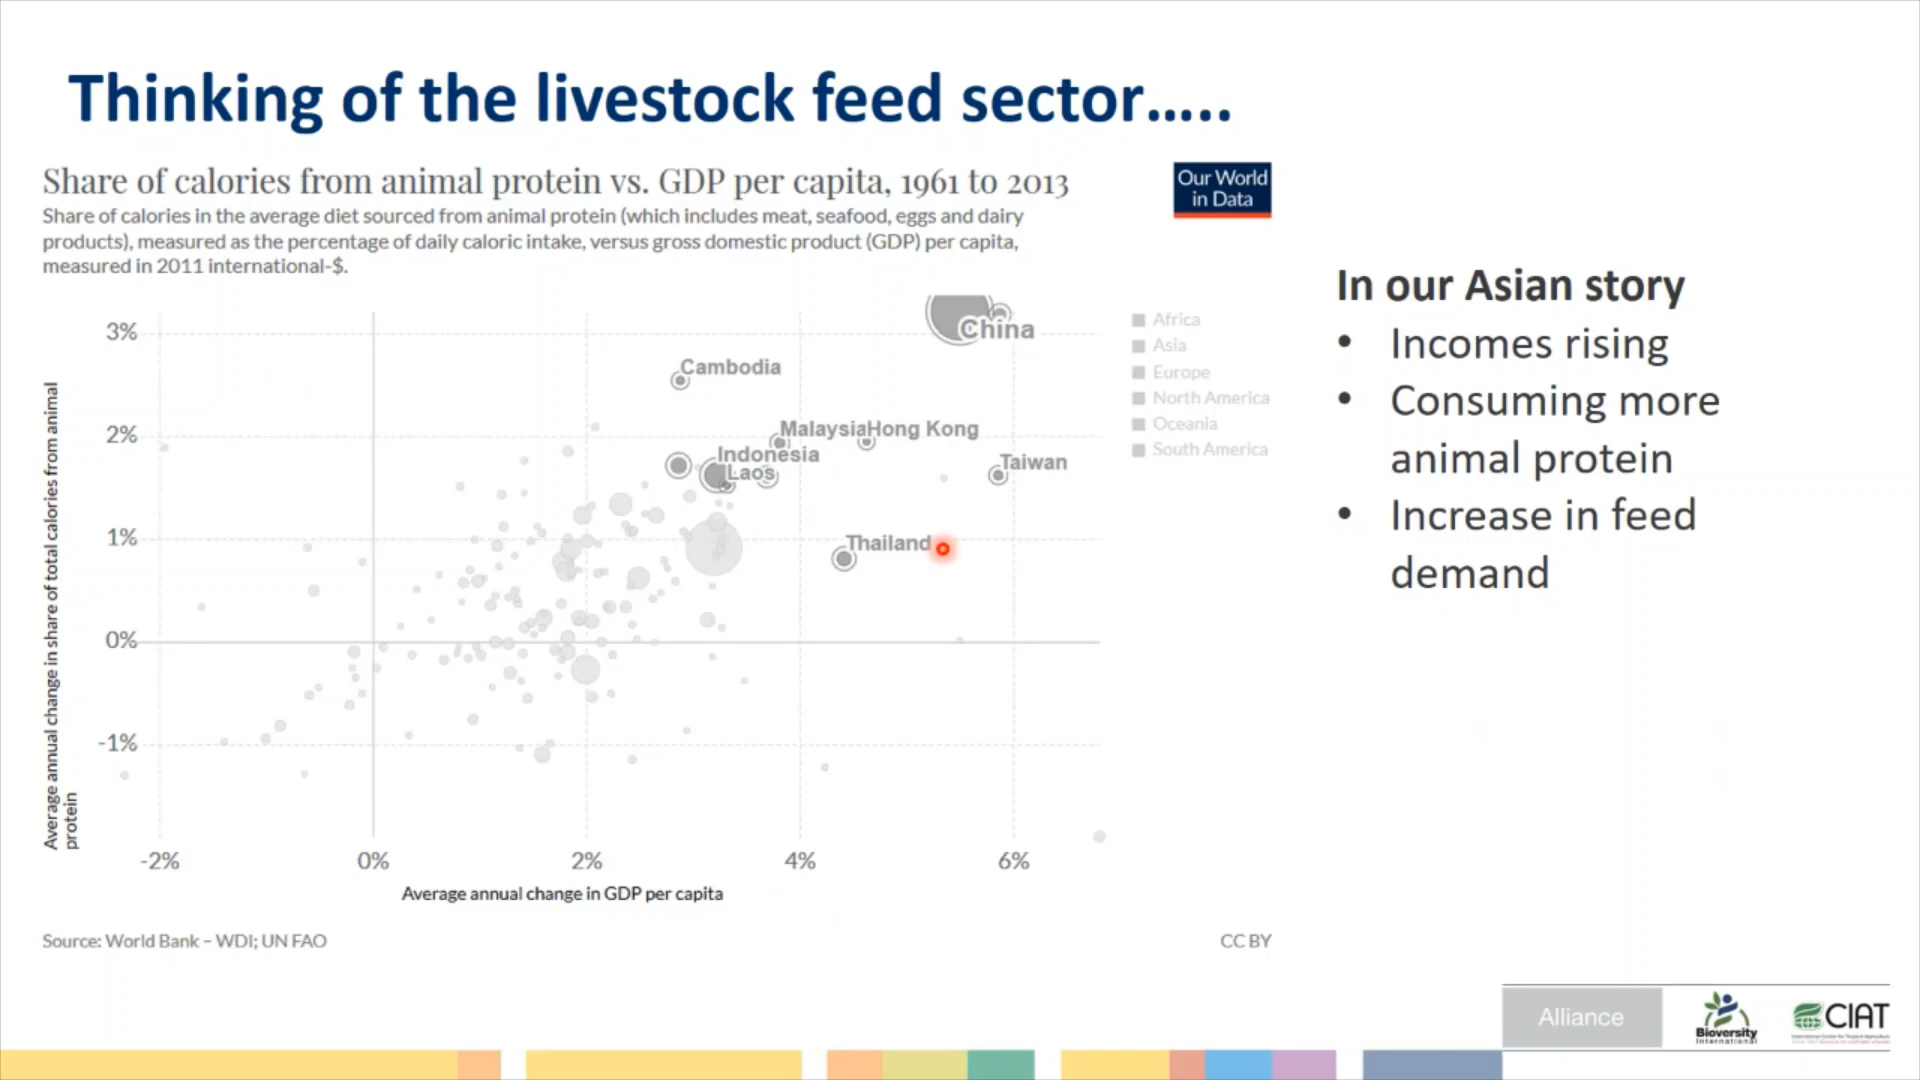 Thinking of the livestock feed sector.....
Share of calories from animal protein vs. GDP per capita, 1961 to 2013
Our World
in Data
Share of calories in the average diet sourced from animal protein (which includes meat, seafood, eggs and dairy
products), measured as the percentage of daily caloric intake, versus gross domestic product (GDP) per capita,
measured in 2011 international-$.
In our Asian story
• Incomes rising
• Consuming more
animal protein
• Increase in feed
demand
Average annual change in share of total calories from animal
protein
3%
2%
1%
0%
-1%
China
Cambodia
Malaysia
Hong Kong
Indonesia
Laos
Taiwan
Thailand
Africa
Asia
Europe
North America
Oceania
South America
-2%
0%
2%
4%
6%
Average annual change in GDP per capita
Source: World Bank – WDI; UN FAO
CC BY
Alliance
Bioversity
International
CIAT